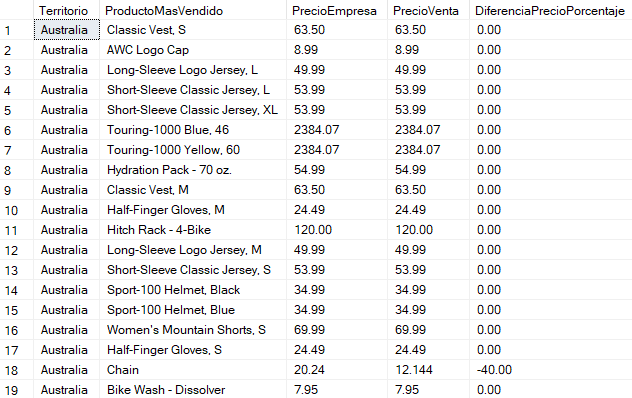 Territorio ProductoMasVendido PrecioEmpresa PrecioVenta DiferenciaPrecioPorcentaje
1 Australia Classic Vest, S 63.50 63.50 0.00
2 Australia AWC Logo Cap 8.99 8.99 0.00
3 Australia Long-Sleeve Logo Jersey, L 49.99 49.99 0.00
4 Australia Short-Sleeve Classic Jersey, L 53.99 53.99 0.00
5 Australia Short-Sleeve Classic Jersey, XL 53.99 53.99 0.00
6 Australia Touring-1000 Blue, 46 2384.07 2384.07 0.00
7 Australia Touring-1000 Yellow, 60 2384.07 2384.07 0.00
8 Australia Hydration Pack - 70 oz. 54.99 54.99 0.00
9 Australia Classic Vest, M 63.50 63.50 0.00
10 Australia Half-Finger Gloves, M 24.49 24.49 0.00
11 Australia Hitch Rack - 4-Bike 120.00 120.00 0.00
12 Australia Long-Sleeve Logo Jersey, M 49.99 49.99 0.00
13 Australia Short-Sleeve Classic Jersey, S 53.99 53.99 0.00
14 Australia Sport-100 Helmet, Black 34.99 34.99 0.00
15 Australia Sport-100 Helmet, Blue 34.99 34.99 0.00
16 Australia Women's Mountain Shorts, S 69.99 69.99 0.00
17 Australia Half-Finger Gloves, S 24.49 24.49 0.00
18 Australia Chain 20.24 12.144 -40.00
19 Australia Bike Wash - Dissolver 7.95 7.95 0.00